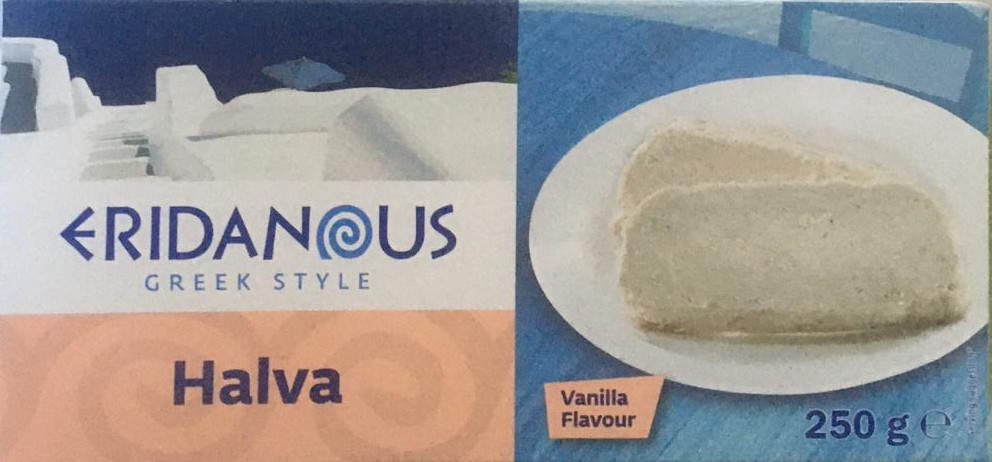 ERIDANOUS
GREEK STYLE
Halva
Vanilla
Flavour
250 g ℮